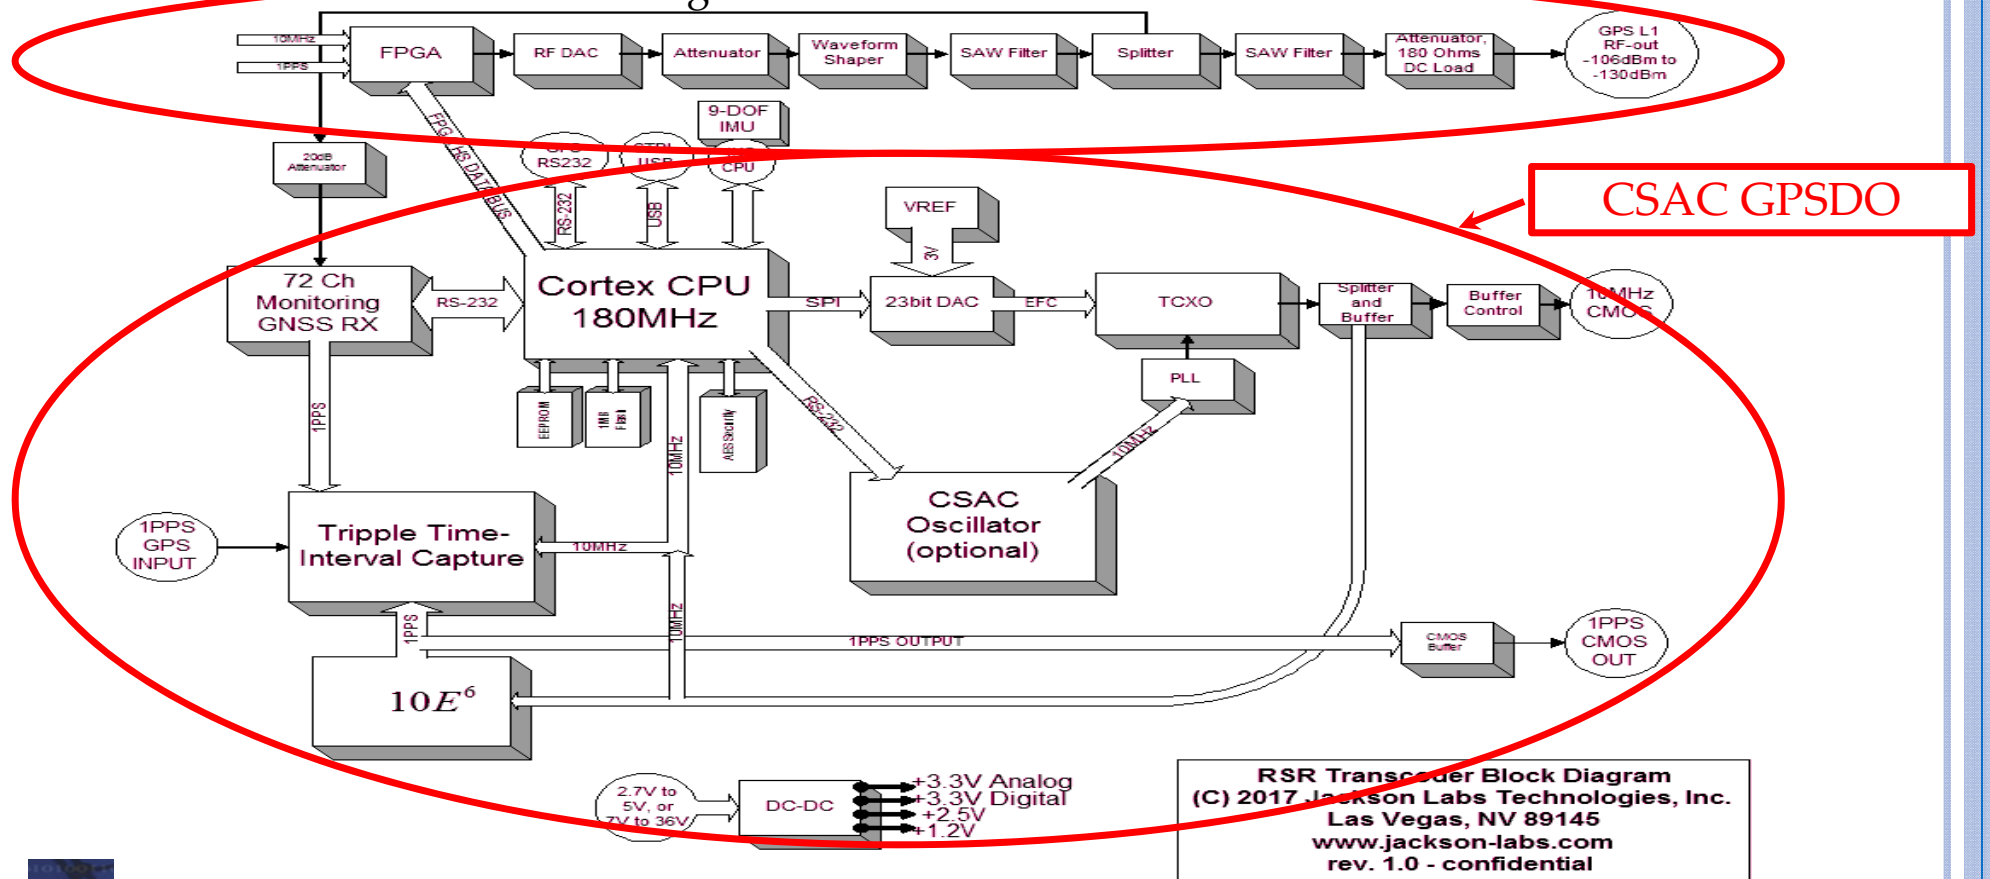 10MHz
1PPS
FPGA
RF DAC
Attenuator
Waveform
Shaper
SAW Filter
Splitter
SAW Filter
Attenuator,
180 Ohms
DC Load
GPS L1
RF-out
-106dBm to
-130dBm
9-DOF
IMU
20dB
Attenuator
RS232
USB
CPU
CSAC GPSDO
RS-232
USB
VREF
3V
72 Ch
Monitoring
GNSS RX
RS-232
Cortex CPU
180MHz
SPI
23bit DAC
EFC
TCXO
Splitter
and
Buffer
Buffer
Control
10MHz
CMOS
PLL
1PPS
EEPROM
1MB
Flash
10MHz
AES Security
RS-232
10MHz
CSAC
Oscillator
(optional)
1PPS
GPS
INPUT
Tripple Time-
Interval Capture
10MHz
1PPS
10MHz
1PPS OUTPUT
CMOS
Buffer
1PPS
CMOS
OUT
10E⁶
2.7V to
5V, or
7V to 36V
DC-DC
+3.3V Analog
+3.3V Digital
+2.5V
+1.2V
RSR Transcoder Block Diagram
(C) 2017 Jackson Labs Technologies, Inc.
Las Vegas, NV 89145
www.jackson-labs.com
rev. 1.0 - confidential